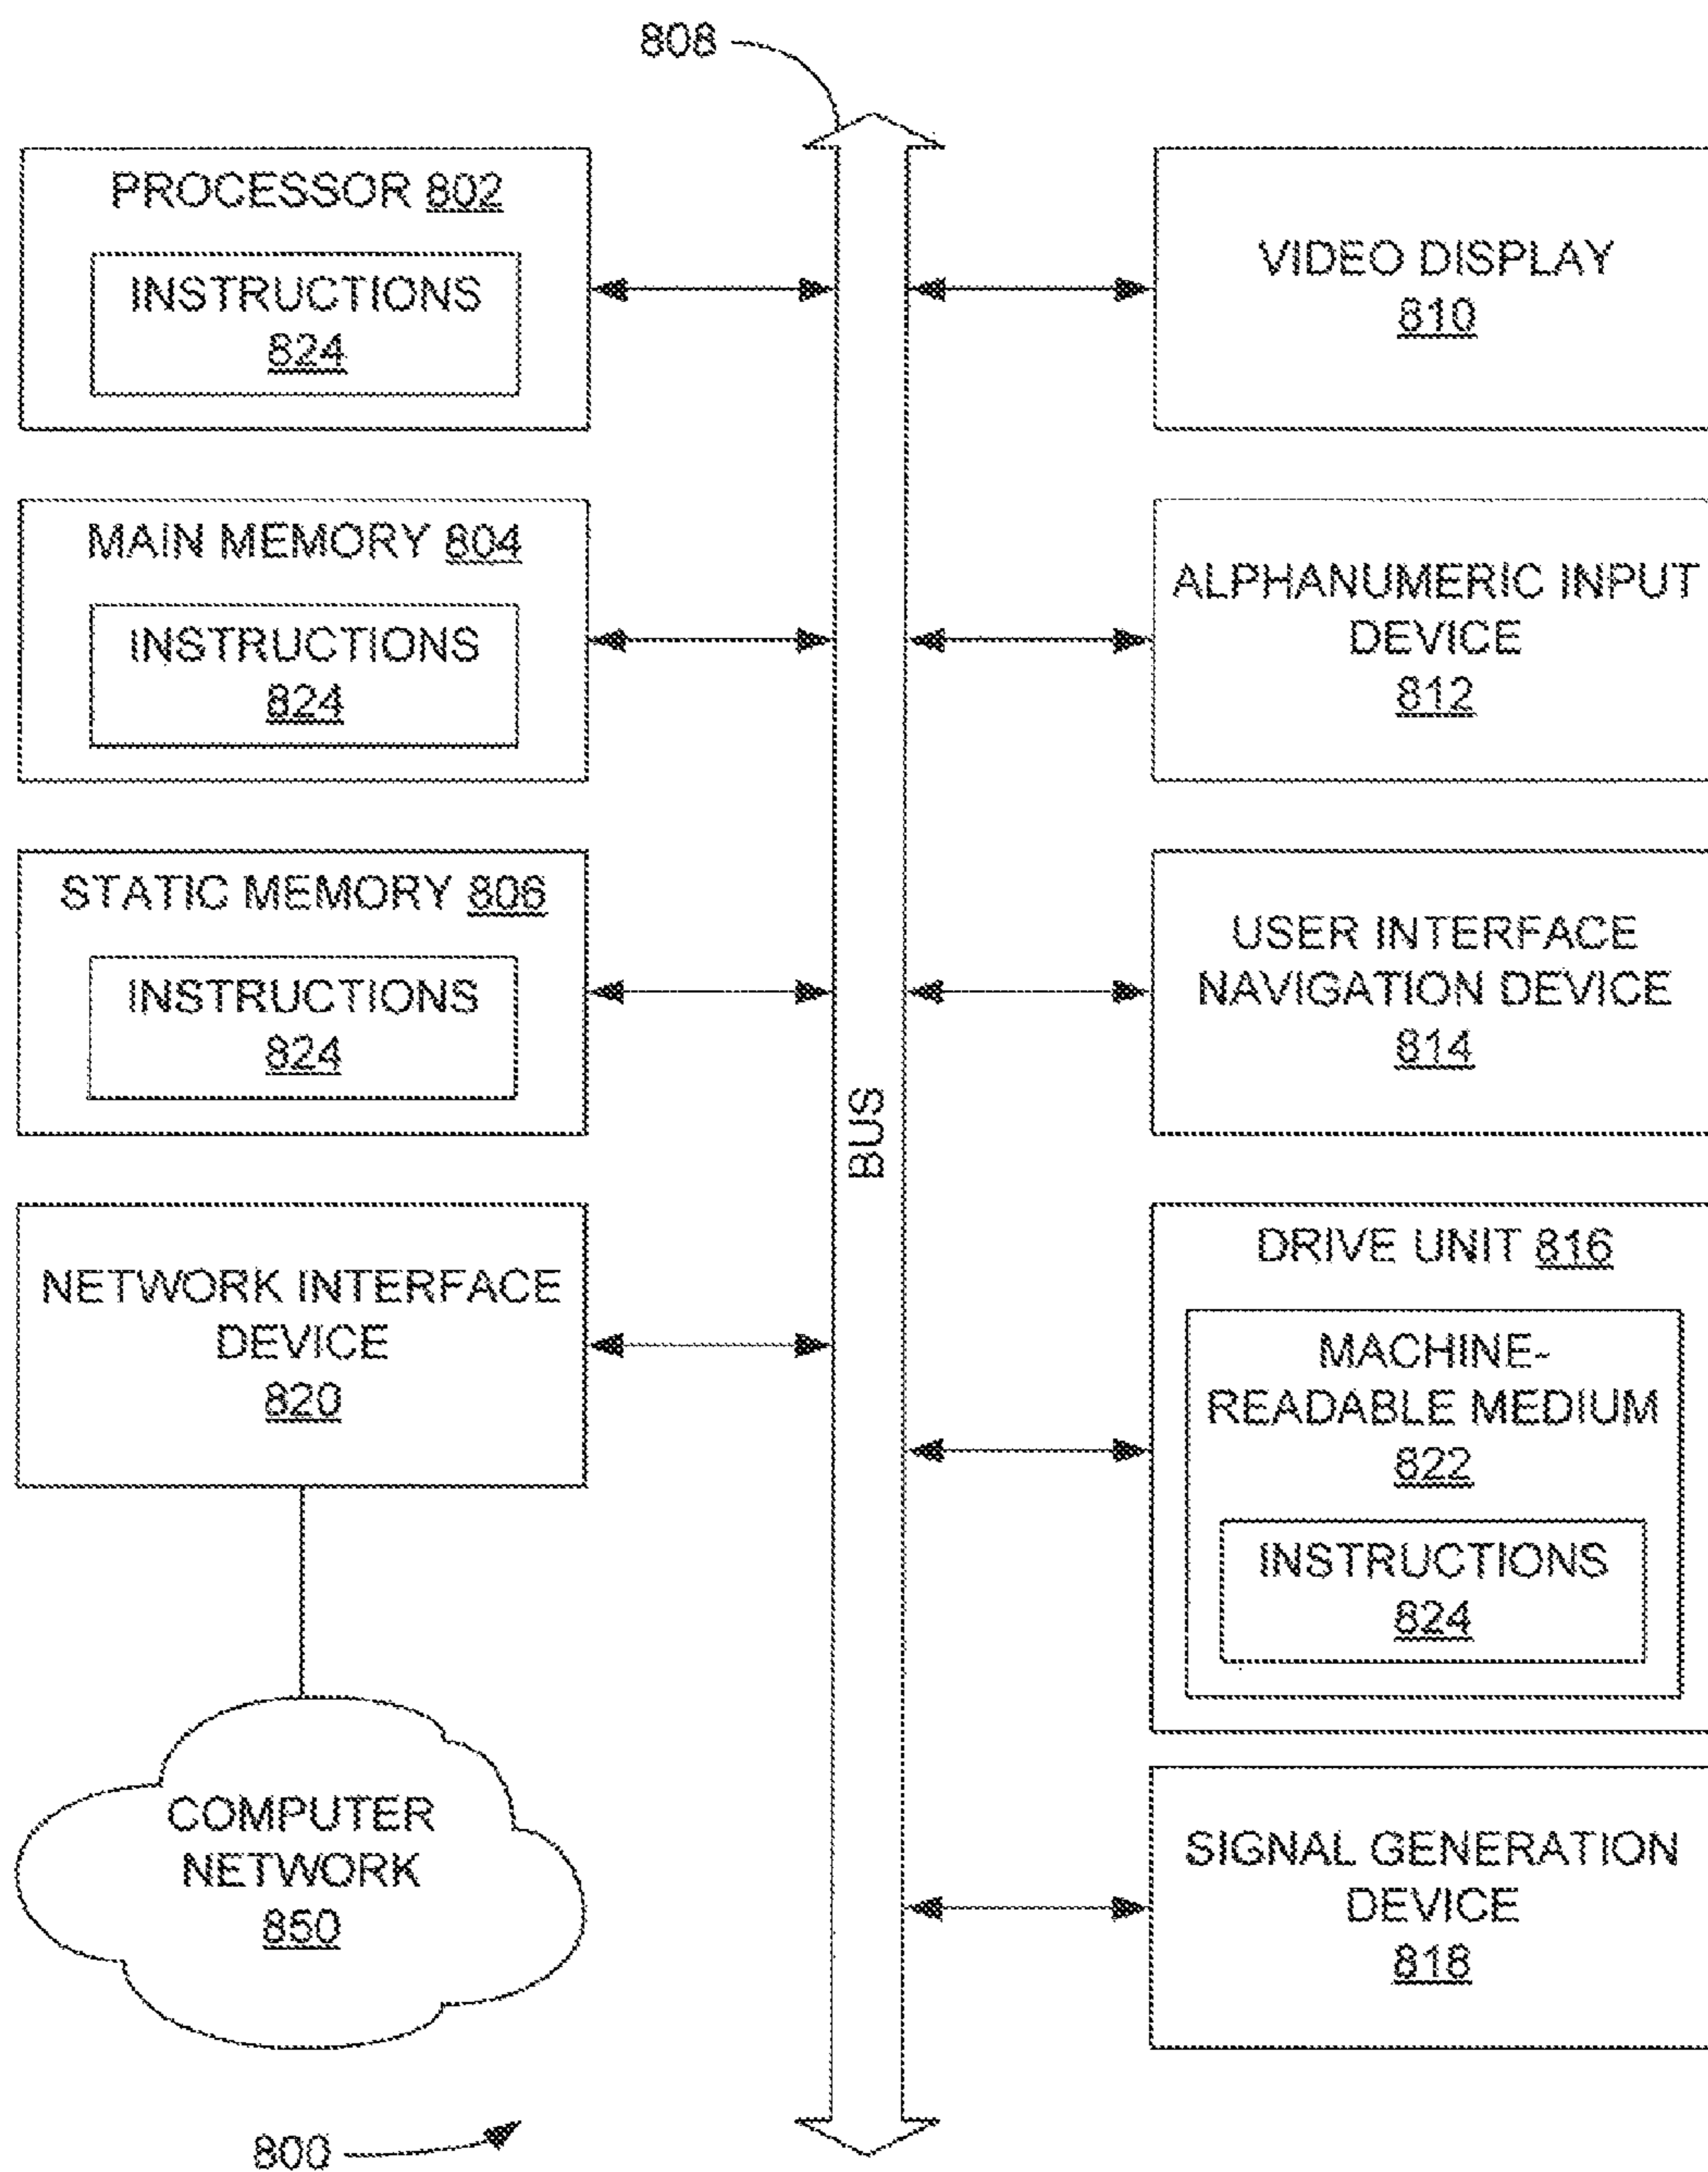 808
PROCESSOR 802
INSTRUCTIONS
824
MAIN MEMORY 804
INSTRUCTIONS
824
STATIC MEMORY 806
INSTRUCTIONS
824
NETWORK INTERFACE
DEVICE
820
COMPUTER
NETWORK
850
800
BUS
VIDEO DISPLAY
810
ALPHANUMERIC INPUT
DEVICE
812
USER INTERFACE
NAVIGATION DEVICE
814
DRIVE UNIT 816
MACHINE-
READABLE MEDIUM
822
INSTRUCTIONS
824
SIGNAL GENERATION
DEVICE
818